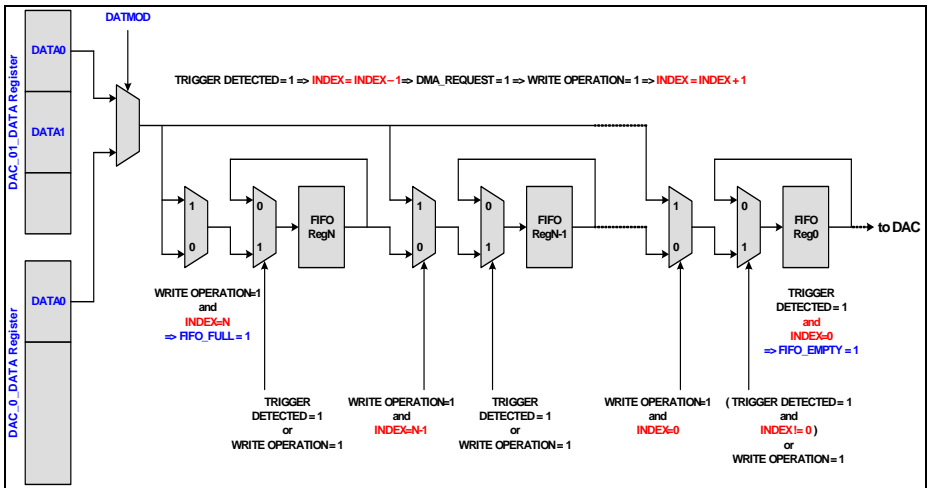 DATMOD
DAC_01_DATA Register
DATA0
DATA1
TRIGGER DETECTED = 1 => INDEX = INDEX – 1 => DMA_REQUEST = 1 => WRITE OPERATION = 1 => INDEX = INDEX + 1
1
0
0
1
FIFO
RegN
1
0
0
1
FIFO
RegN-1
1
0
0
1
FIFO
Reg0
to DAC
DAC_0_DATA Register
DATA0
WRITE OPERATION=1
and
INDEX=N
=> FIFO_FULL = 1
TRIGGER
DETECTED = 1
and
INDEX=0
=> FIFO_EMPTY = 1
TRIGGER
DETECTED = 1
or
WRITE OPERATION = 1
WRITE OPERATION=1
and
INDEX=N-1
TRIGGER
DETECTED = 1
or
WRITE OPERATION = 1
WRITE OPERATION=1
and
INDEX=0
( TRIGGER DETECTED = 1
and
INDEX != 0 )
or
WRITE OPERATION = 1